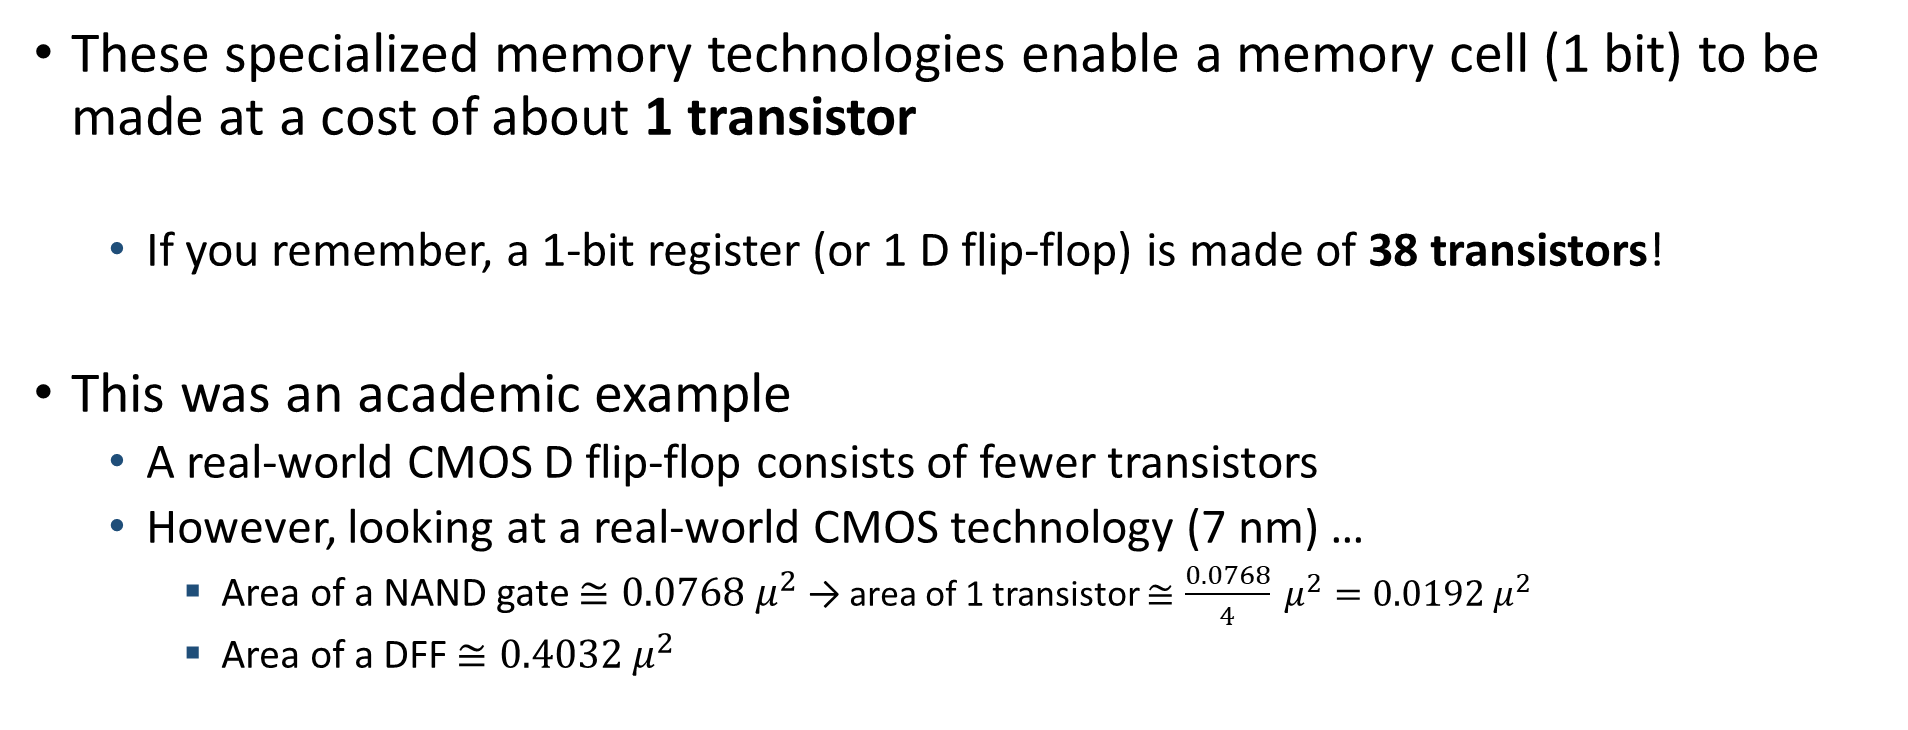 • These specialized memory technologies enable a memory cell (1 bit) to be
made at a cost of about 1 transistor
• If you remember, a 1-bit register (or 1 D flip-flop) is made of 38 transistors!
• This was an academic example
• A real-world CMOS D flip-flop consists of fewer transistors
• However, looking at a real-world CMOS technology (7 nm) …
▪ Area of a NAND gate ≅ 0.0768 μ² → area of 1 transistor ≅ 0.0768/4 μ² = 0.0192 μ²
▪ Area of a DFF ≅ 0.4032 μ²